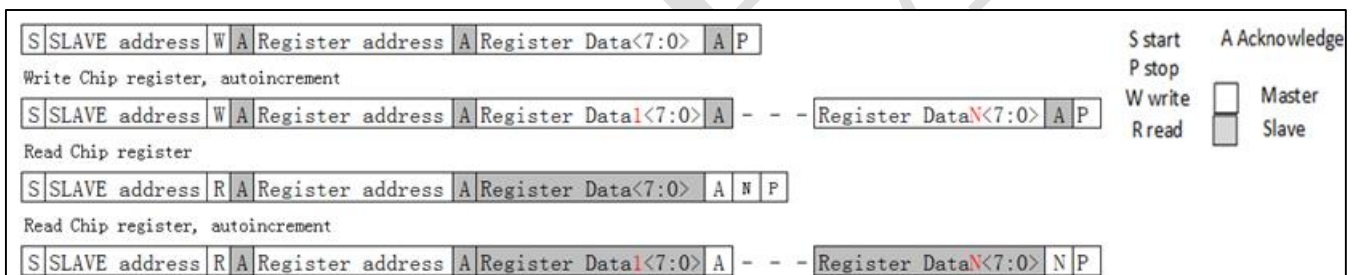 S SLAVE address W A Register address A Register Data<7:0> A P
Write Chip register, autoincrement
S SLAVE address W A Register address A Register Data1<7:0> A - - - Register DataN<7:0> A P
Read Chip register
S SLAVE address R A Register address A Register Data<7:0> A N P
Read Chip register, autoincrement
S SLAVE address R A Register address A Register Data1<7:0> A - - - Register DataN<7:0> N P
S start A Acknowledge
P stop
W write Master
R read Slave